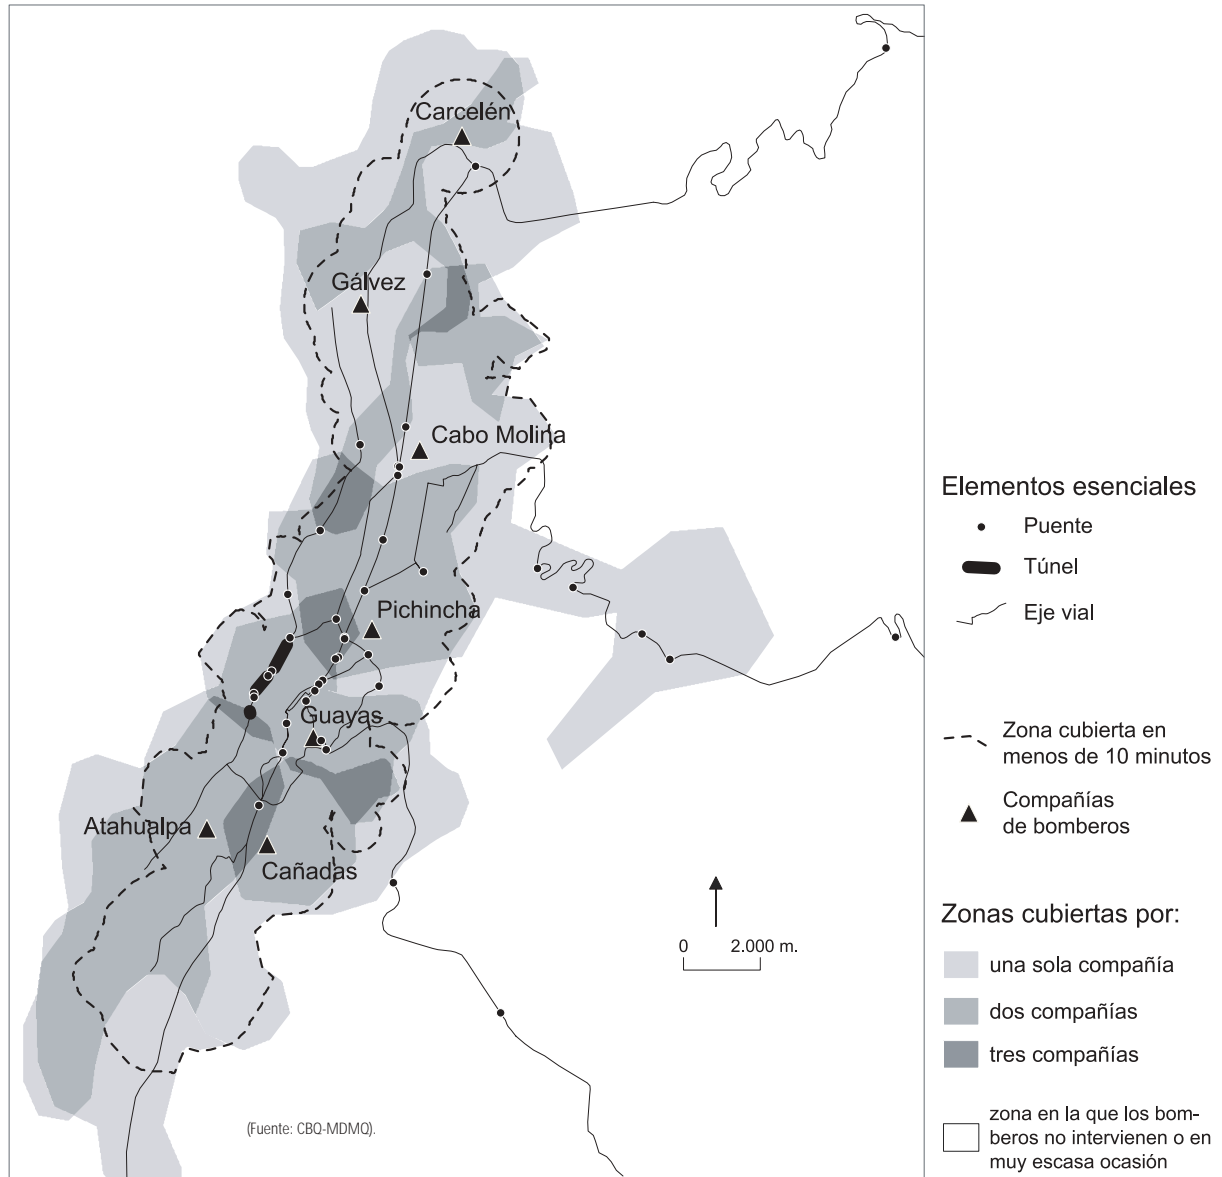 Carcelén
Gálvez
Cabo Molina
Pichincha
Guayas
Atahualpa
Cañadas
0 2.000 m.
(Fuente: CBQ-MDMQ).
Elementos esenciales
Puente
Túnel
Eje vial
Zona cubierta en
menos de 10 minutos
Compañías
de bomberos
Zonas cubiertas por:
una sola compañía
dos compañías
tres compañías
zona en la que los bom-
beros no intervienen o en
muy escasa ocasión